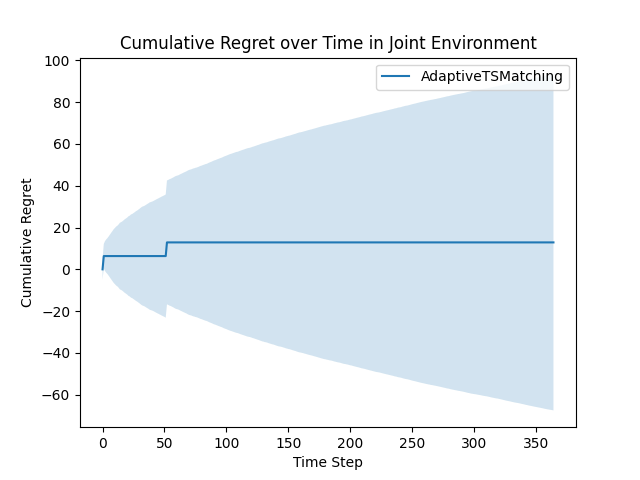 Cumulative Regret over Time in Joint Environment
AdaptiveTSMatching
100
80
60
40
20
0
−20
−40
−60
Cumulative Regret
0 50 100 150 200 250 300 350
Time Step